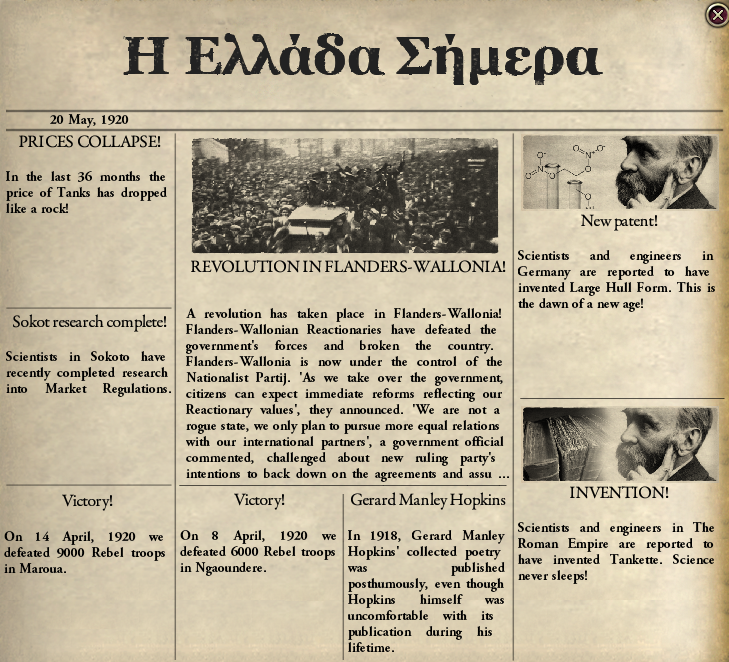 Η Ελλάδα Σήμερα
20 May, 1920
PRICES COLLAPSE!
In the last 36 months the
price of Tanks has dropped
like a rock!
Sokot research complete!
Scientists in Sokoto have
recently completed research
into Market Regulations.
REVOLUTION IN FLANDERS-WALLONIA!
A revolution has taken place in Flanders-Wallonia!
Flanders-Wallonian Reactionaries have defeated the
government's forces and broken the country.
Flanders-Wallonia is now under the control of the
Nationalist Partij. 'As we take over the government,
citizens can expect immediate reforms reflecting our
Reactionary values', they announced. 'We are not a
rogue state, we only plan to pursue more equal relations
with our international partners', a government official
commented, challenged about new ruling party's
intentions to back down on the agreements and assu ...
New patent!
Scientists and engineers in
Germany are reported to have
invented Large Hull Form. This is
the dawn of a new age!
INVENTION!
Scientists and engineers in The
Roman Empire are reported to
have invented Tankette. Science
never sleeps!
Victory!
On 14 April, 1920 we
defeated 9000 Rebel troops
in Maroua.
Victory!
On 8 April, 1920 we
defeated 6000 Rebel troops
in Ngaoundere.
Gerard Manley Hopkins
In 1918, Gerard Manley
Hopkins' collected poetry
was published
posthumously, even though
Hopkins himself was
uncomfortable with its
publication during his
lifetime.